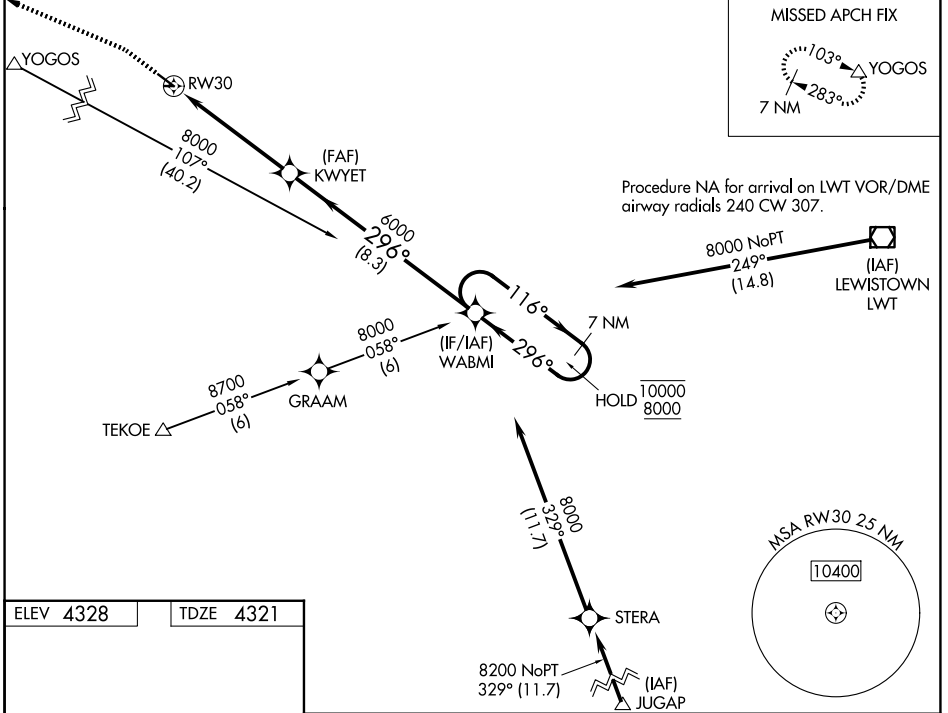 MISSED APCH FIX
103°
YOGOS
283°
7 NM
YOGOS
RW30
8000
107°
(40.2)
(FAF)
KWYET
Procedure NA for arrival on LWT VOR/DME
airway radials 240 CW 307.
6000
296°
(8.3)
8000 NoPT
249°
(14.8)
(IAF)
LEWISTOWN
LWT
116°
7 NM
296°
(IF/IAF)
WABMI
8000
058°
(6)
GRAAM
8700
058°
(6)
TEKOE
HOLD
10000
8000
8000
329°
(11.7)
MSA RW30 25 NM
10400
ELEV 4328
TDZE 4321
STERA
8200 NoPT
329° (11.7)
(IAF)
JUGAP